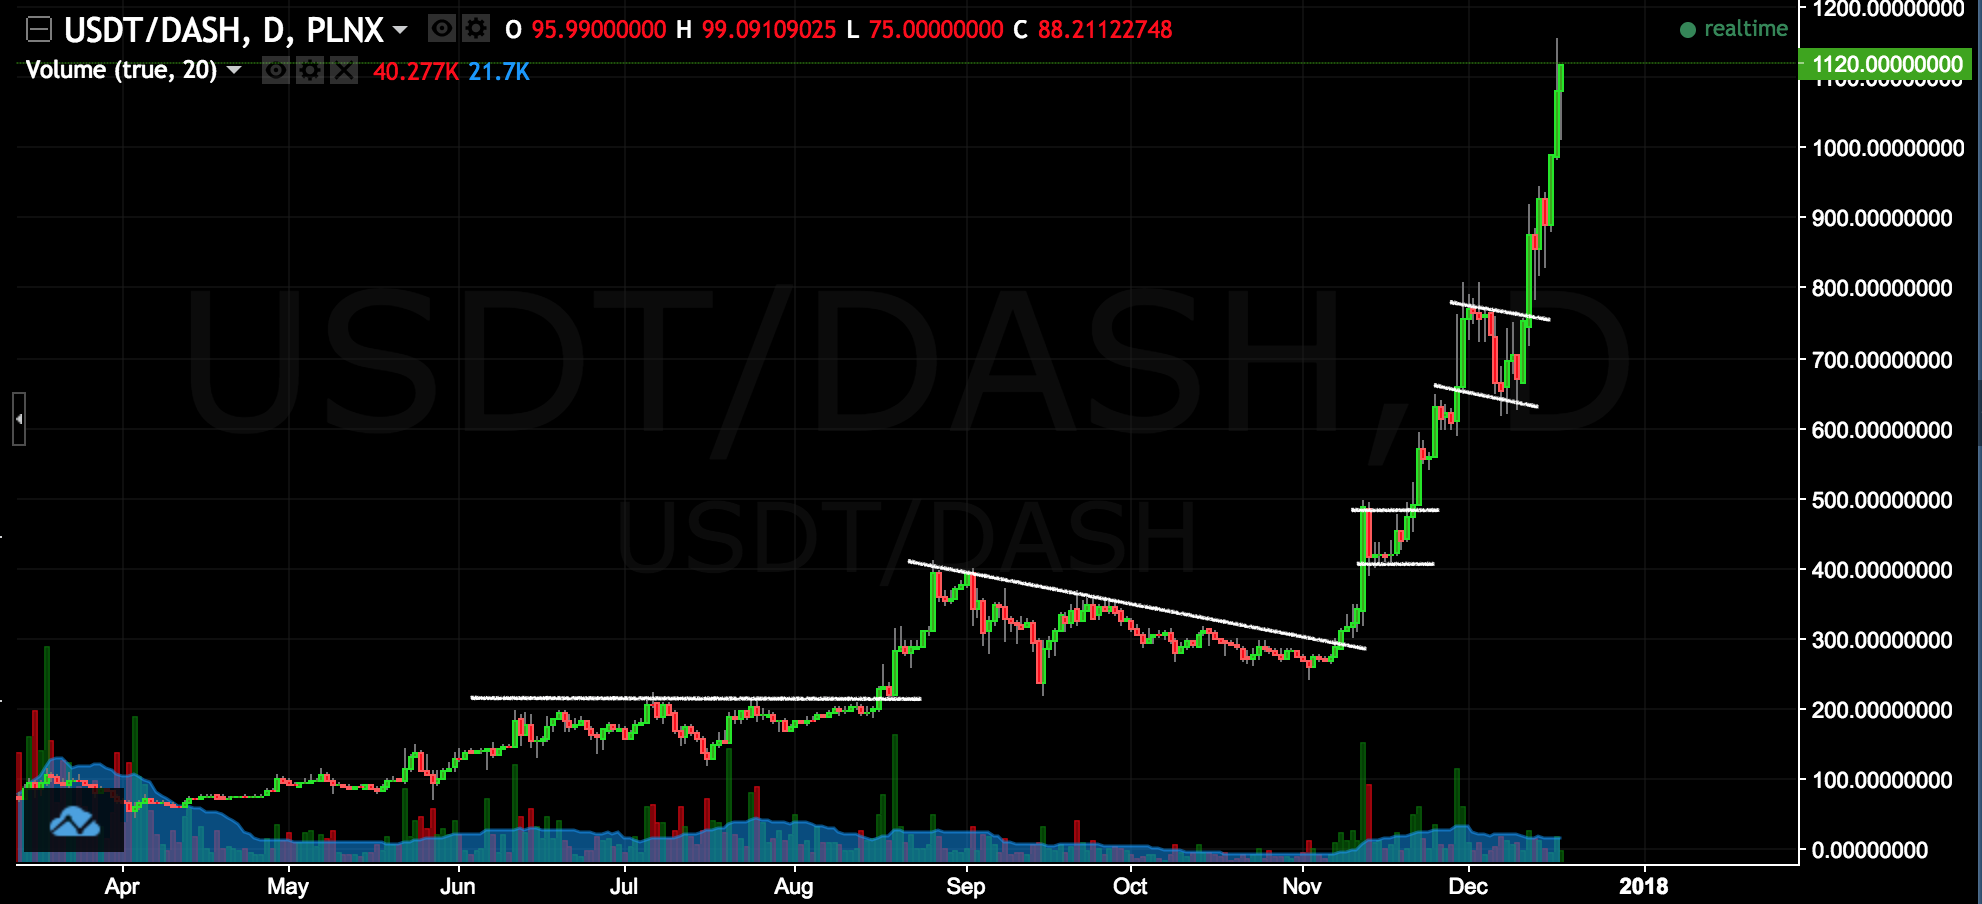 USDT/DASH, D, PLNX O 95.99000000 H 99.09109025 L 75.00000000 C 88.21122748
realtime
Volume (true, 20) 40.277K 21.7K
USDT/DASH, D
USDT/DASH
1200.00000000
1120.00000000
1100.00000000
1000.00000000
900.00000000
800.00000000
700.00000000
600.00000000
500.00000000
400.00000000
300.00000000
200.00000000
100.00000000
0.00000000
Apr May Jun Jul Aug Sep Oct Nov Dec 2018